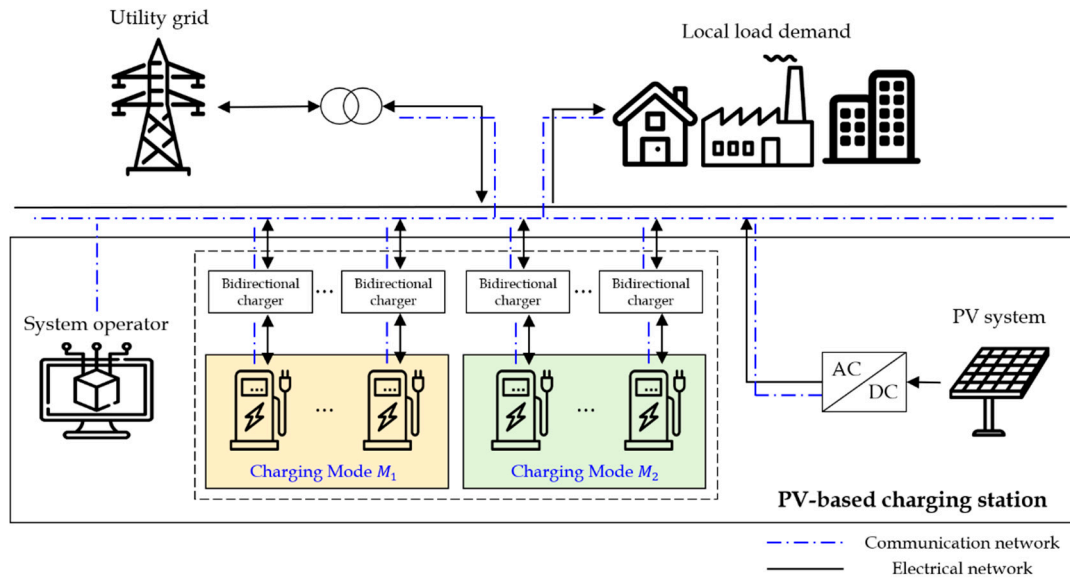 Utility grid
Local load demand
Bidirectional
charger
...
Bidirectional
charger
Bidirectional
charger
...
Bidirectional
charger
System operator
PV system
AC
DC
...
...
Charging Mode M₁
Charging Mode M₂
PV-based charging station
Communication network
Electrical network